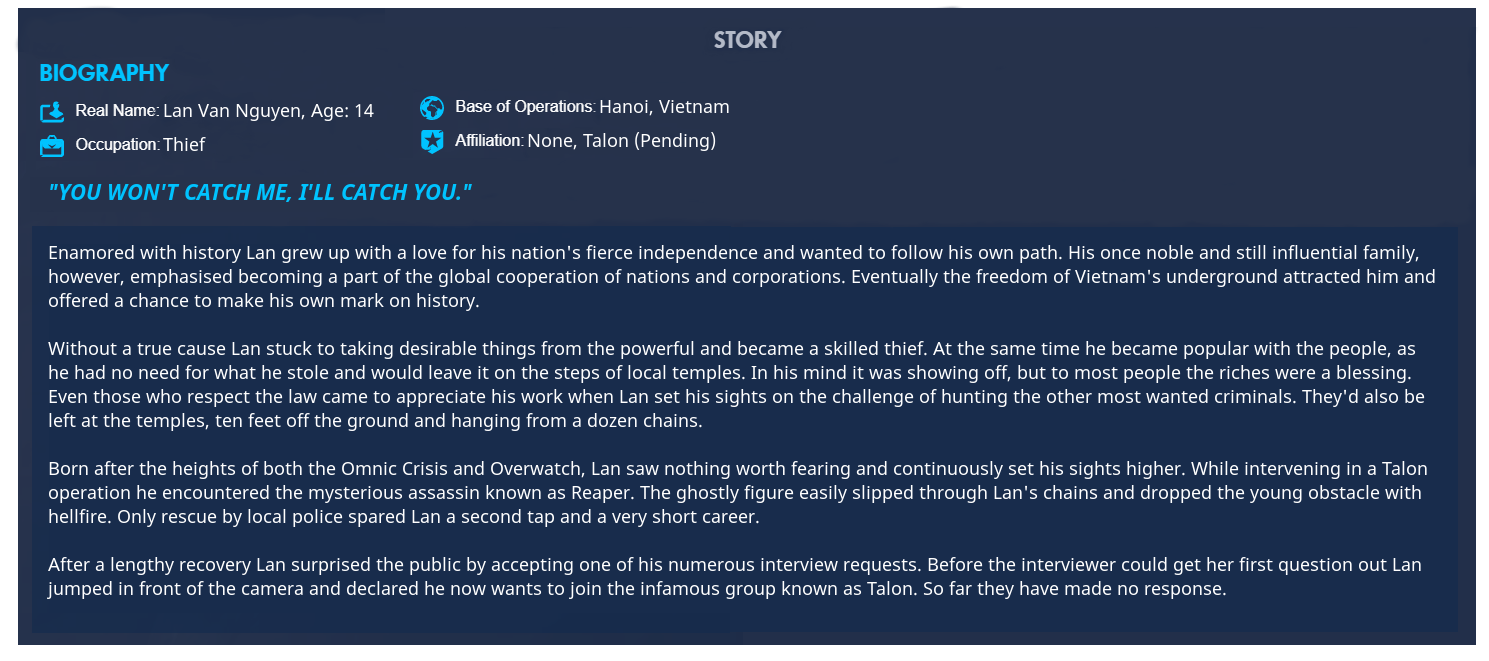 STORY
BIOGRAPHY
Real Name: Lan Van Nguyen, Age: 14
Base of Operations: Hanoi, Vietnam
Occupation: Thief
Affiliation: None, Talon (Pending)
"YOU WON'T CATCH ME, I'LL CATCH YOU."
Enamored with history Lan grew up with a love for his nation's fierce independence and wanted to follow his own path. His once noble and still influential family,
however, emphasised becoming a part of the global cooperation of nations and corporations. Eventually the freedom of Vietnam's underground attracted him and
offered a chance to make his own mark on history.
Without a true cause Lan stuck to taking desirable things from the powerful and became a skilled thief. At the same time he became popular with the people, as
he had no need for what he stole and would leave it on the steps of local temples. In his mind it was showing off, but to most people the riches were a blessing.
Even those who respect the law came to appreciate his work when Lan set his sights on the challenge of hunting the other most wanted criminals. They'd also be
left at the temples, ten feet off the ground and hanging from a dozen chains.
Born after the heights of both the Omnic Crisis and Overwatch, Lan saw nothing worth fearing and continuously set his sights higher. While intervening in a Talon
operation he encountered the mysterious assassin known as Reaper. The ghostly figure easily slipped through Lan's chains and dropped the young obstacle with
hellfire. Only rescue by local police spared Lan a second tap and a very short career.
After a lengthy recovery Lan surprised the public by accepting one of his numerous interview requests. Before the interviewer could get her first question out Lan
jumped in front of the camera and declared he now wants to join the infamous group known as Talon. So far they have made no response.